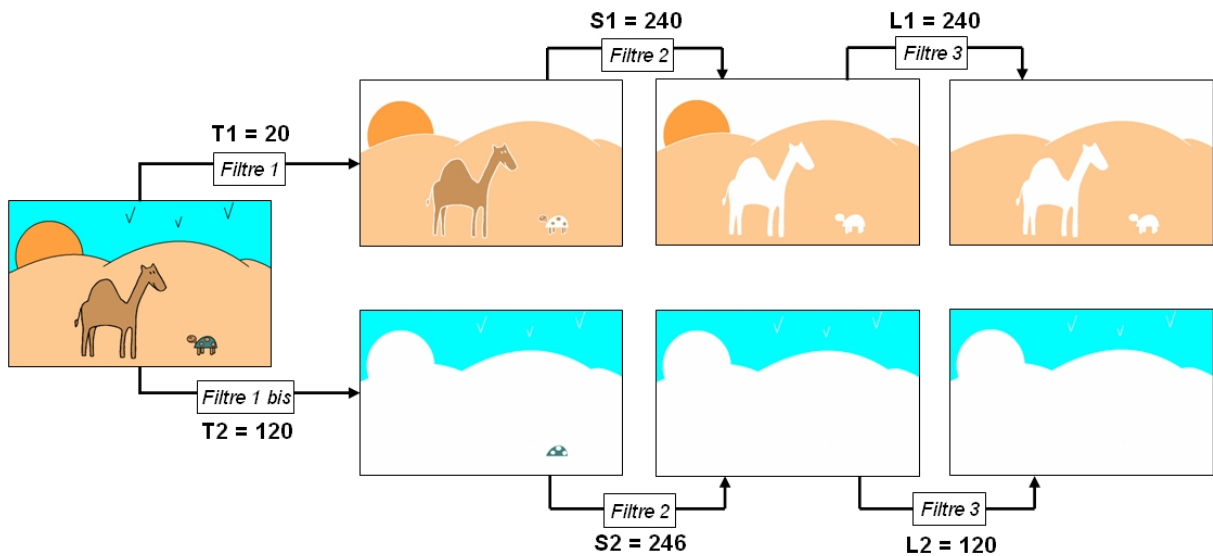 S1 = 240
L1 = 240
Filtre 2
Filtre 3
T1 = 20
Filtre 1
Filtre 1 bis
T2 = 120
Filtre 2
Filtre 3
S2 = 246
L2 = 120